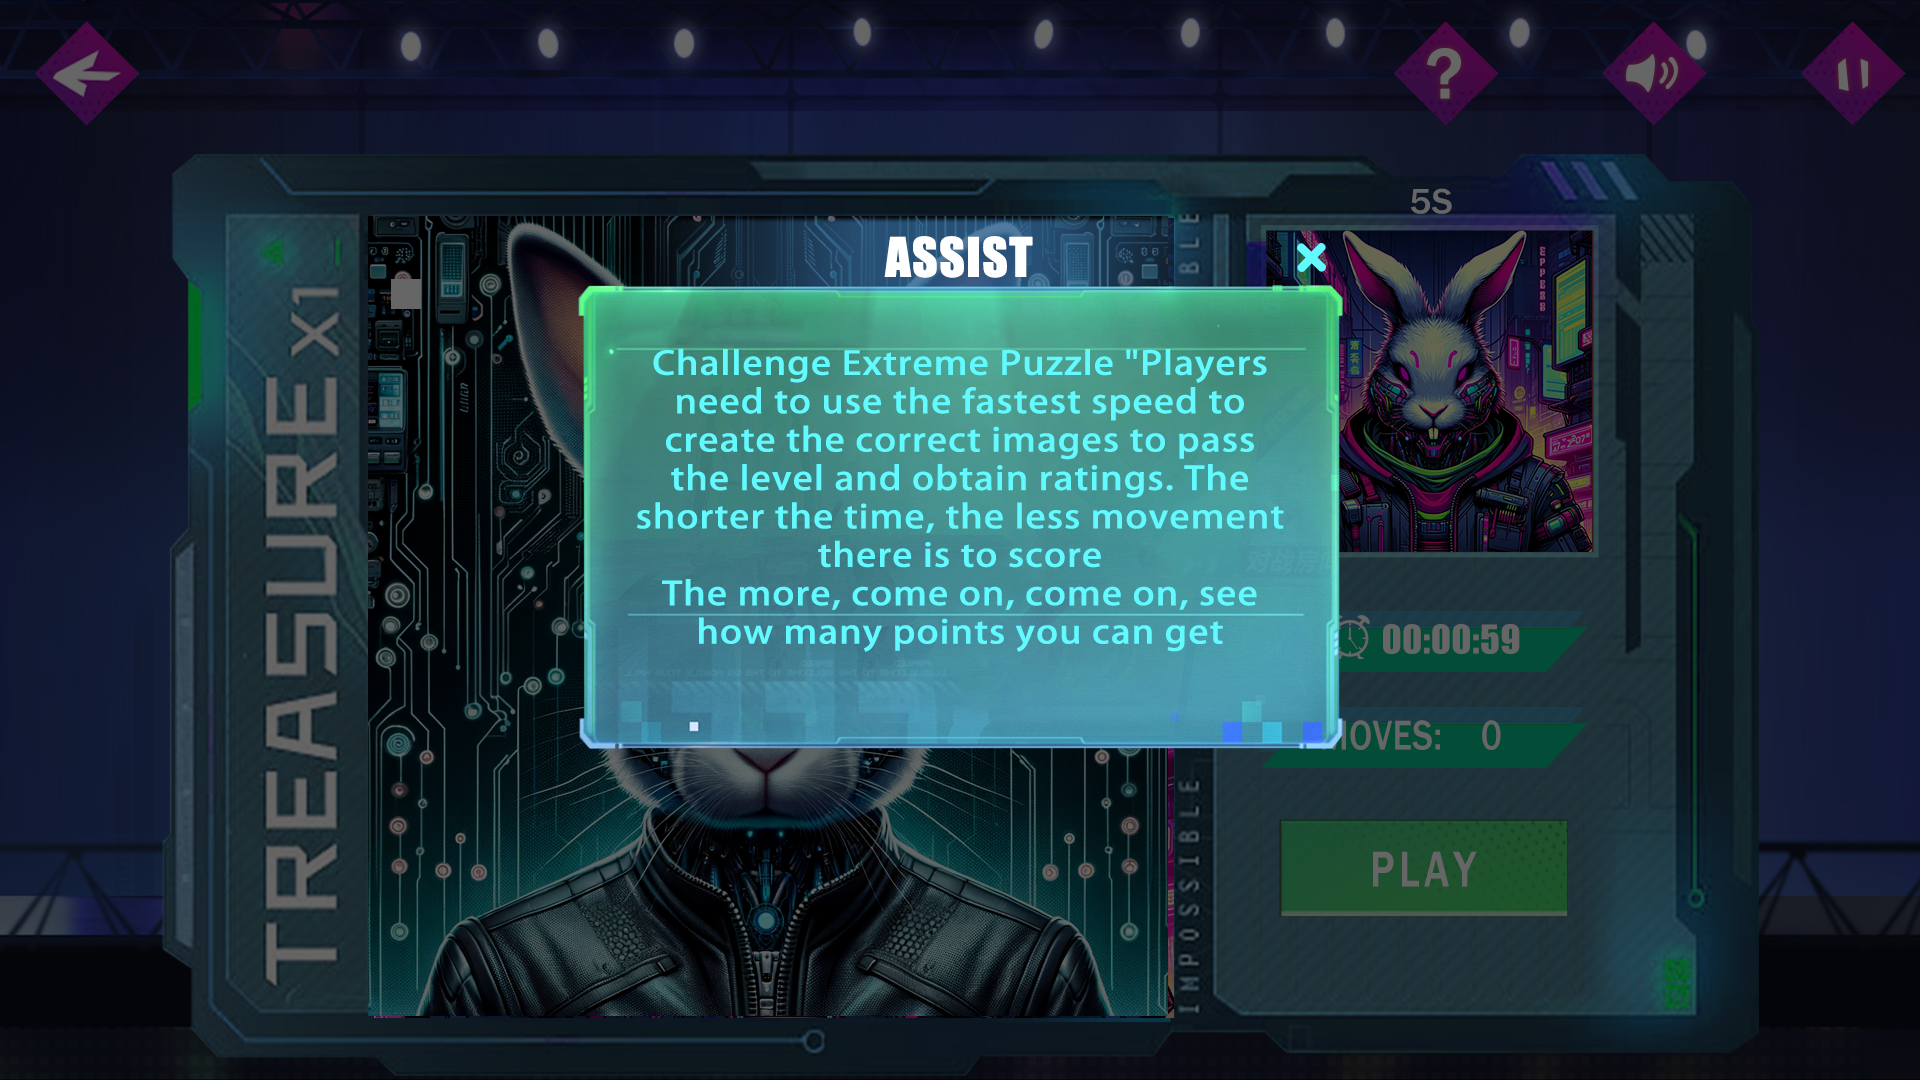 5S
ASSIST
Challenge Extreme Puzzle "Players
need to use the fastest speed to
create the correct images to pass
the level and obtain ratings. The
shorter the time, the less movement
there is to score
The more, come on, come on, see
how many points you can get
TREASURE X1
IMPOSSIBLE
00:00:59
MOVES: 0
PLAY